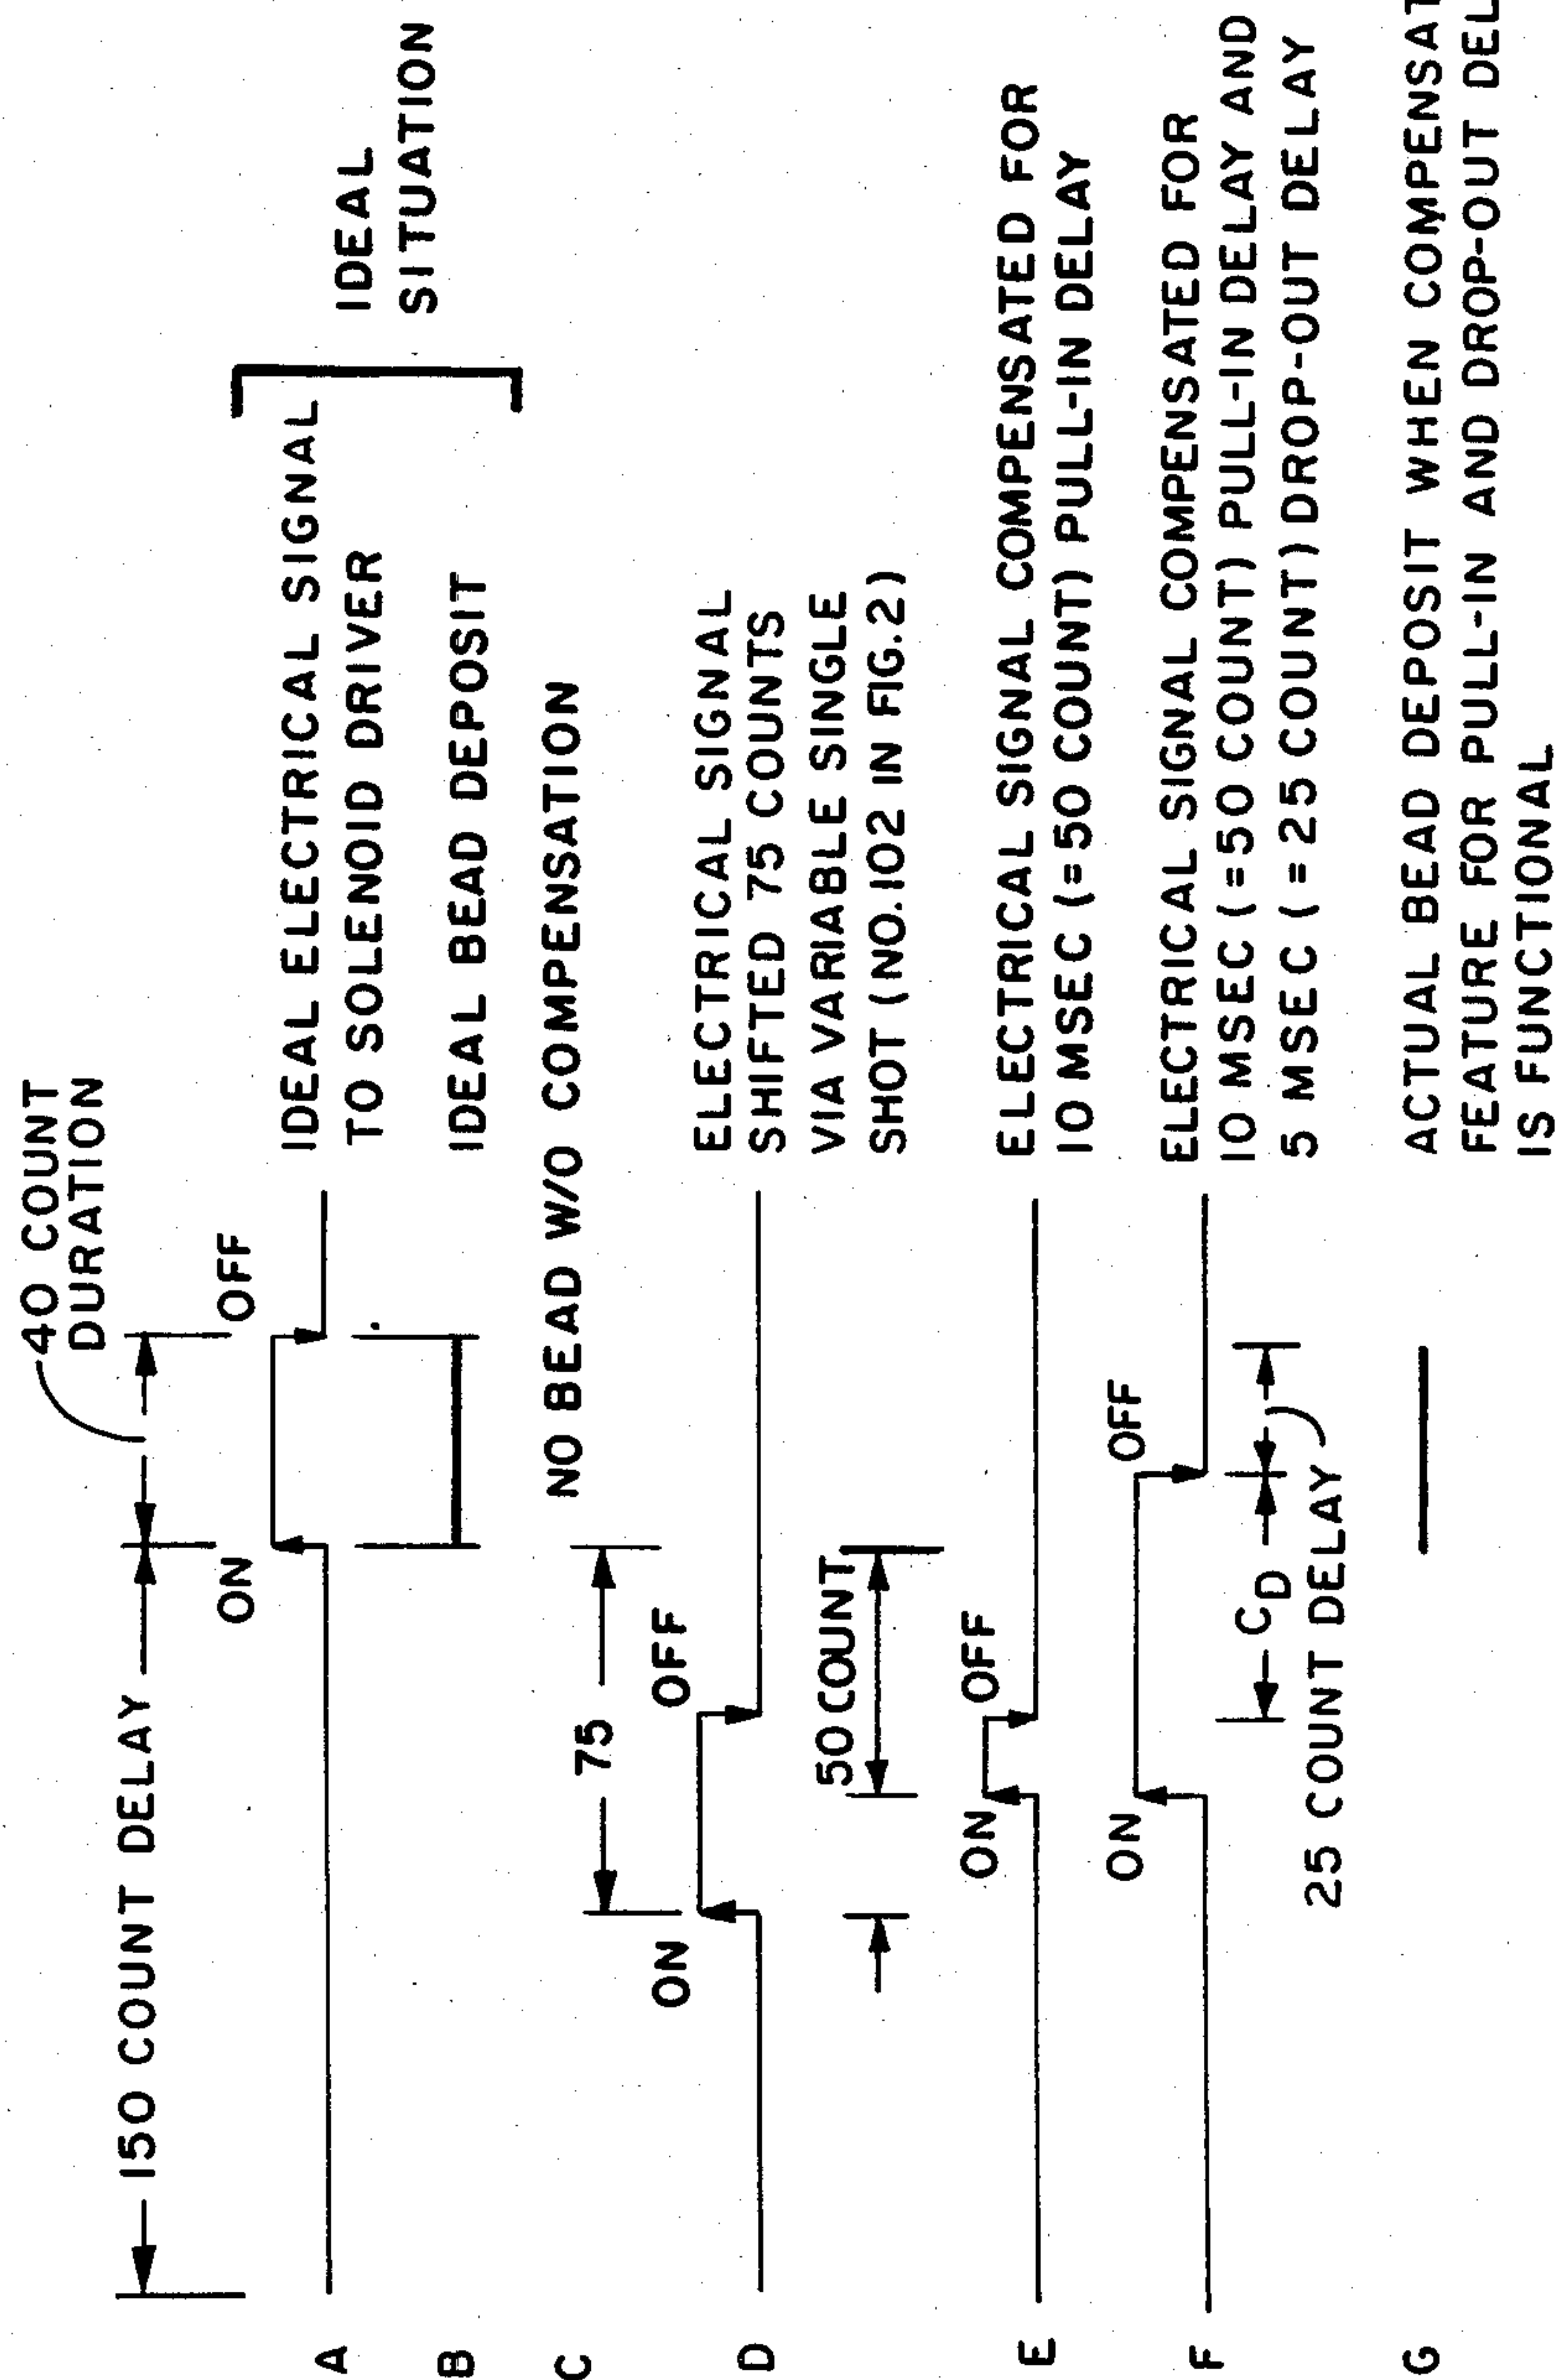 40 COUNT
DURATION
150 COUNT DELAY
ON
OFF
A
IDEAL ELECTRICAL SIGNAL
TO SOLENOID DRIVER
IDEAL
SITUATION
B
IDEAL BEAD DEPOSIT
C
NO BEAD W/O COMPENSATION
75
D
ON
OFF
ELECTRICAL SIGNAL
SHIFTED 75 COUNTS
VIA VARIABLE SINGLE
SHOT (NO.102 IN FIG.2)
50 COUNT
E
ON
OFF
ELECTRICAL SIGNAL COMPENSATED FOR
10 MSEC (=50 COUNT) PULL-IN DELAY
F
ON
OFF
ELECTRICAL SIGNAL COMPENSATED FOR
10 MSEC (=50 COUNT) PULL-IN DELAY AND
5 MSEC (=25 COUNT) DROP-OUT DELAY
CD
25 COUNT DELAY
G
ACTUAL BEAD DEPOSIT WHEN
FEATURE FOR PULL-IN AND DROP-OUT
IS FUNCTIONAL